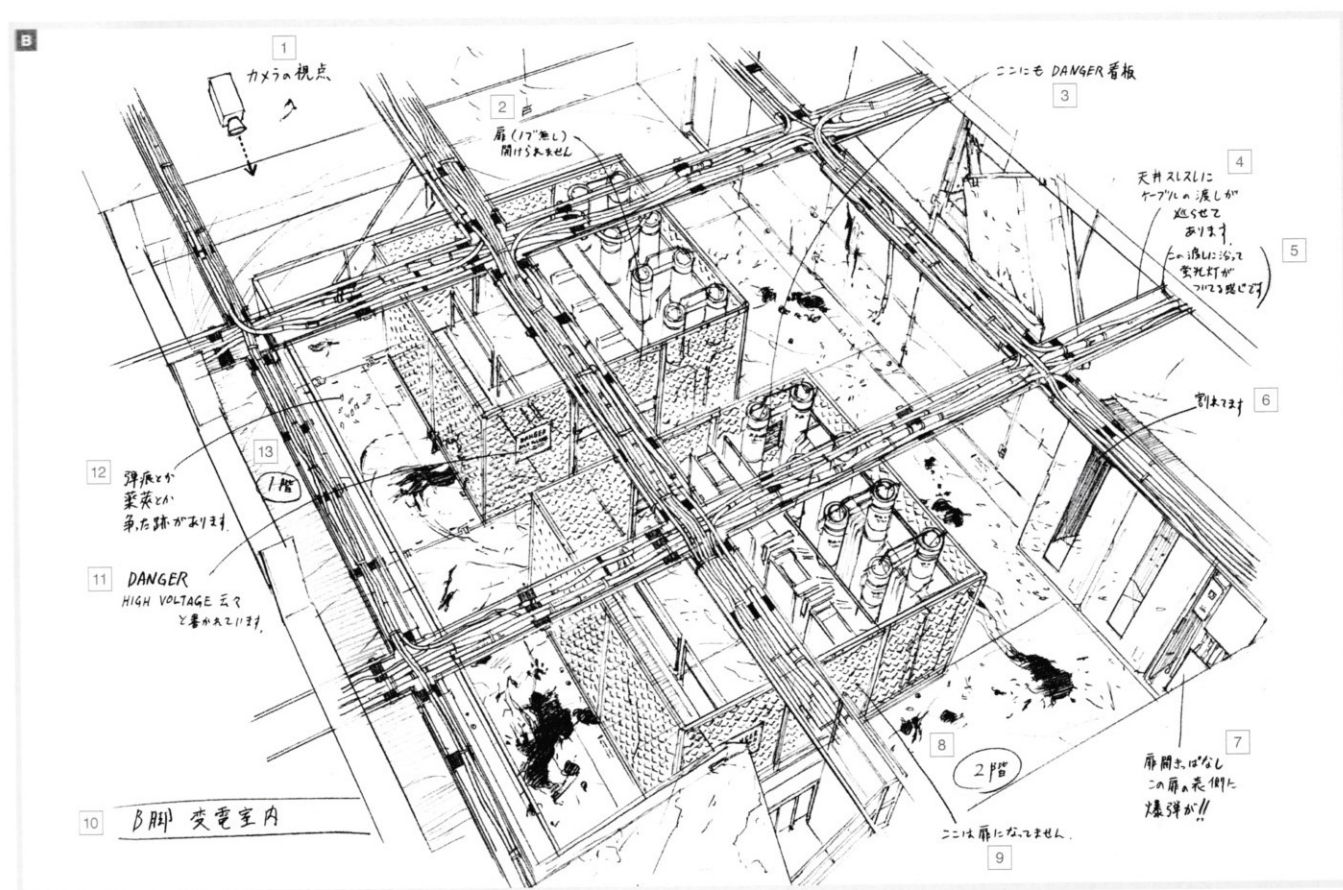 B
1
カメラの視点
2
扉(ノブ無し)
開けられません
ここにも DANGER 看板
3
4
天井スレスレに
ケーブルの渡しが
巡らせて
あります
5
(この渡しに沿って
蛍光灯が
ついてる感じです)
6
割れてます
DANGER
12
弾痕とか
薬莢とか
争った跡があります.
13
1階
11
DANGER
HIGH VOLTAGE 云々
と書かれています.
10
B脚 変電室内
8
2階
ここは扉になってません.
9
7
扉開きっぱなし
この扉の表側に
爆弾が!!